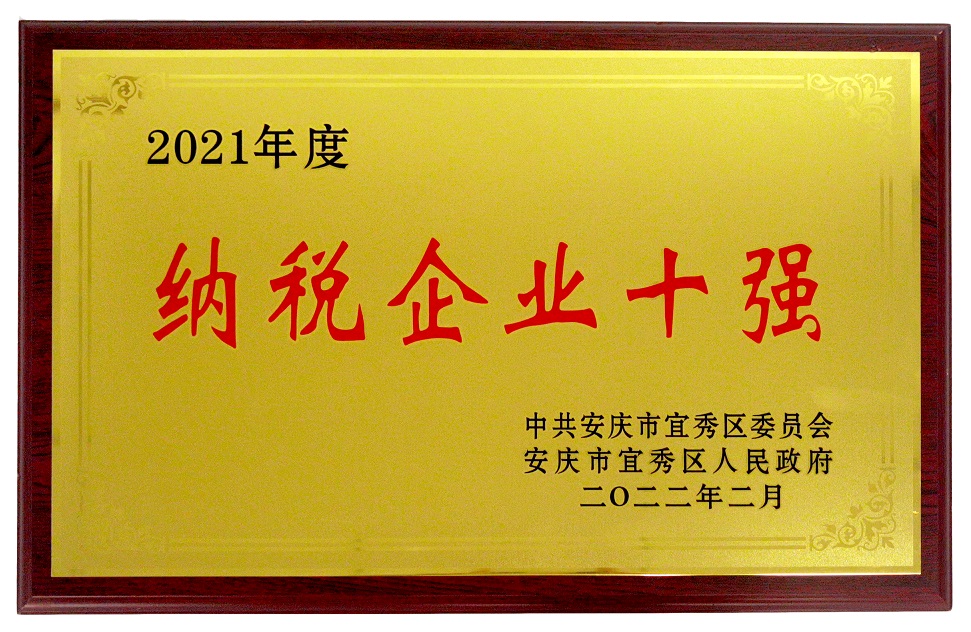 2021年度
纳税企业十强
中共安庆市宜秀区委员会
安庆市宜秀区人民政府
二〇二二年二月